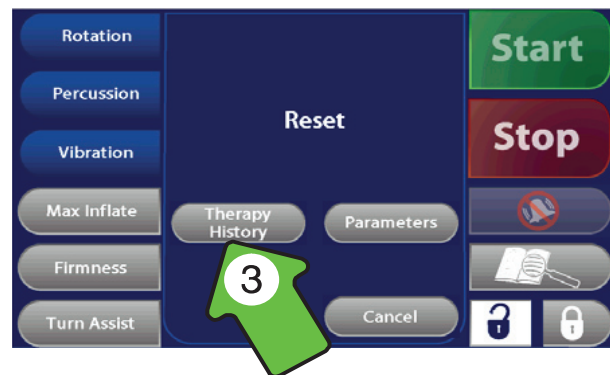 Rotation
Percussion
Vibration
Max Inflate
Firmness
Turn Assist
Reset
Therapy
History
Parameters
3
Cancel
Start
Stop